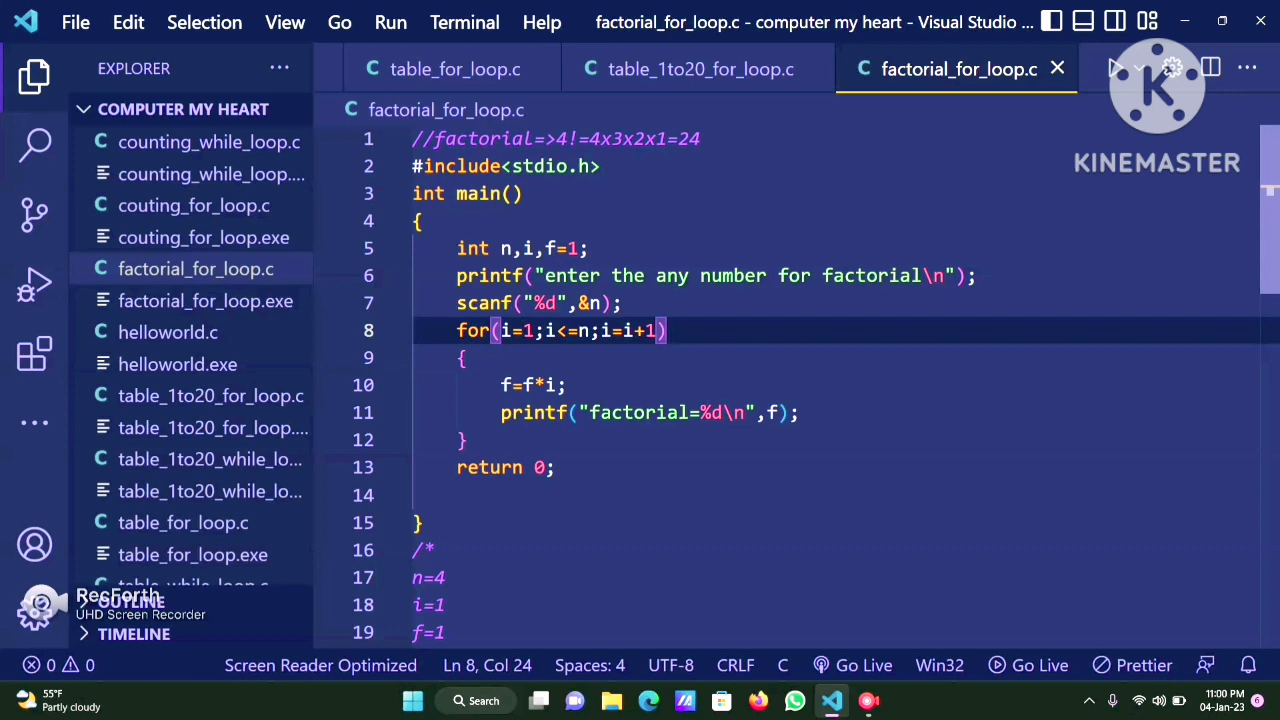 File Edit Selection View Go Run Terminal Help factorial_for_loop.c - computer my heart - Visual Studio ...
EXPLORER ...
table_for_loop.c
table_1to20_for_loop.c
factorial_for_loop.c
K
KINEMASTER
COMPUTER MY HEART
counting_while_loop.c
counting_while_loop....
couting_for_loop.c
couting_for_loop.exe
factorial_for_loop.c
factorial_for_loop.exe
helloworld.c
helloworld.exe
table_1to20_for_loop.c
table_1to20_for_loop....
table_1to20_while_lo...
table_1to20_while_lo...
table_for_loop.c
table_for_loop.exe
table_while_loop.c
RecForth
UHD Screen Recorder
OUTLINE
TIMELINE
C factorial_for_loop.c
1 //factorial=>4!=4x3x2x1=24
2 #include<stdio.h>
3 int main()
4 {
5 int n,i,f=1;
6 printf("enter the any number for factorial\n");
7 scanf("%d",&n);
8 for(i=1;i<=n;i=i+1)
9 {
10 f=f*i;
11 printf("factorial=%d\n",f);
12 }
13 return 0;
14
15 }
16 /*
17 n=4
18 i=1
19 f=1
0 0 Screen Reader Optimized Ln 8, Col 24 Spaces: 4 UTF-8 CRLF C Go Live Win32 Go Live Prettier
55°F
Partly cloudy
Search
11:00 PM
04-Jan-23
6